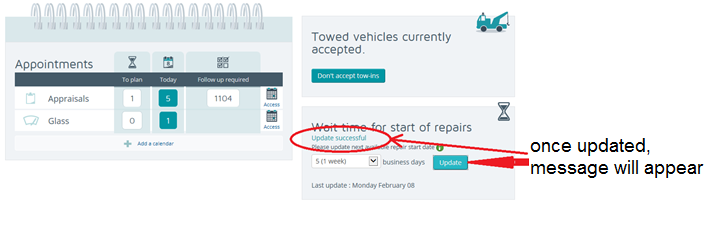 Appointments
To plan Today Follow up required
Appraisals 1 5 1104 Access
Glass 0 1 Access
Add a calendar
Towed vehicles currently
accepted.
Don't accept tow-ins
Wait time for start of repairs
Update successful
Please update next available repair start date
5 (1 week) business days Update
Last update : Monday February 08
once updated,
message will appear